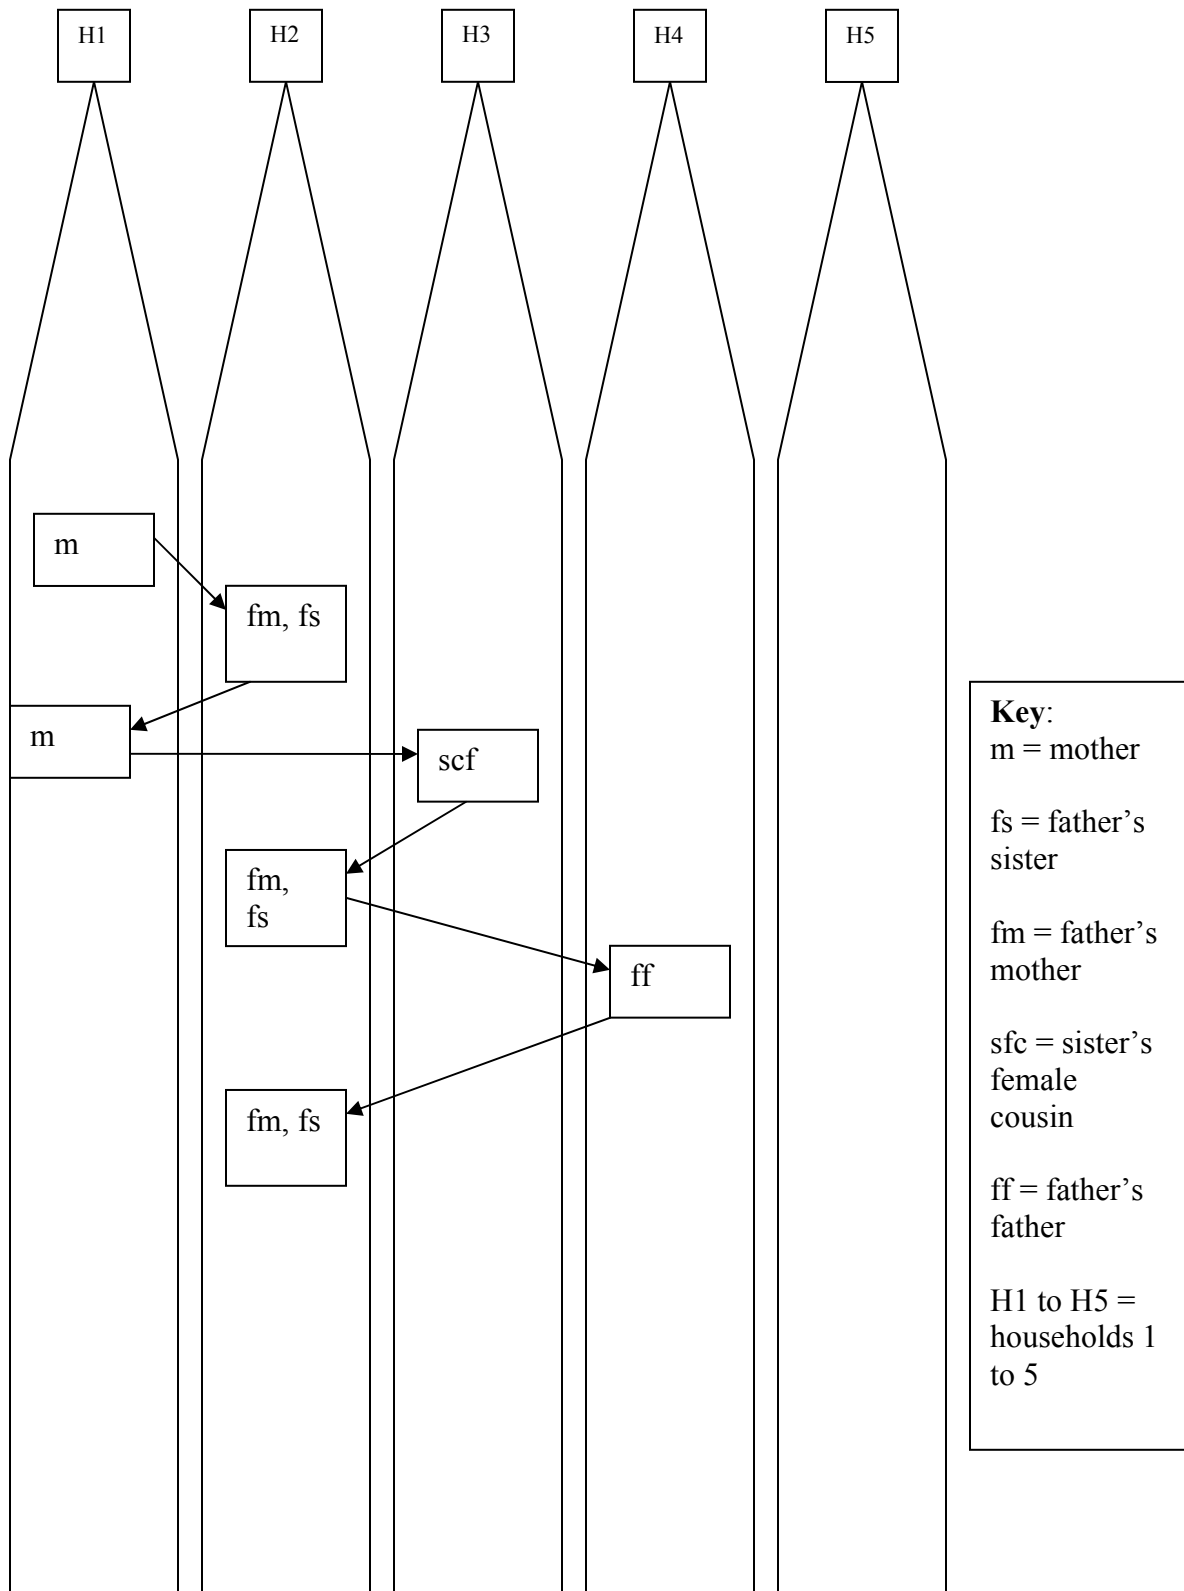 H1
H2
H3
H4
H5
m
fm, fs
m
scf
fm,
fs
ff
fm, fs
Key:
m = mother
fs = father’s
sister
fm = father’s
mother
sfc = sister’s
female
cousin
ff = father’s
father
H1 to H5 =
households 1
to 5